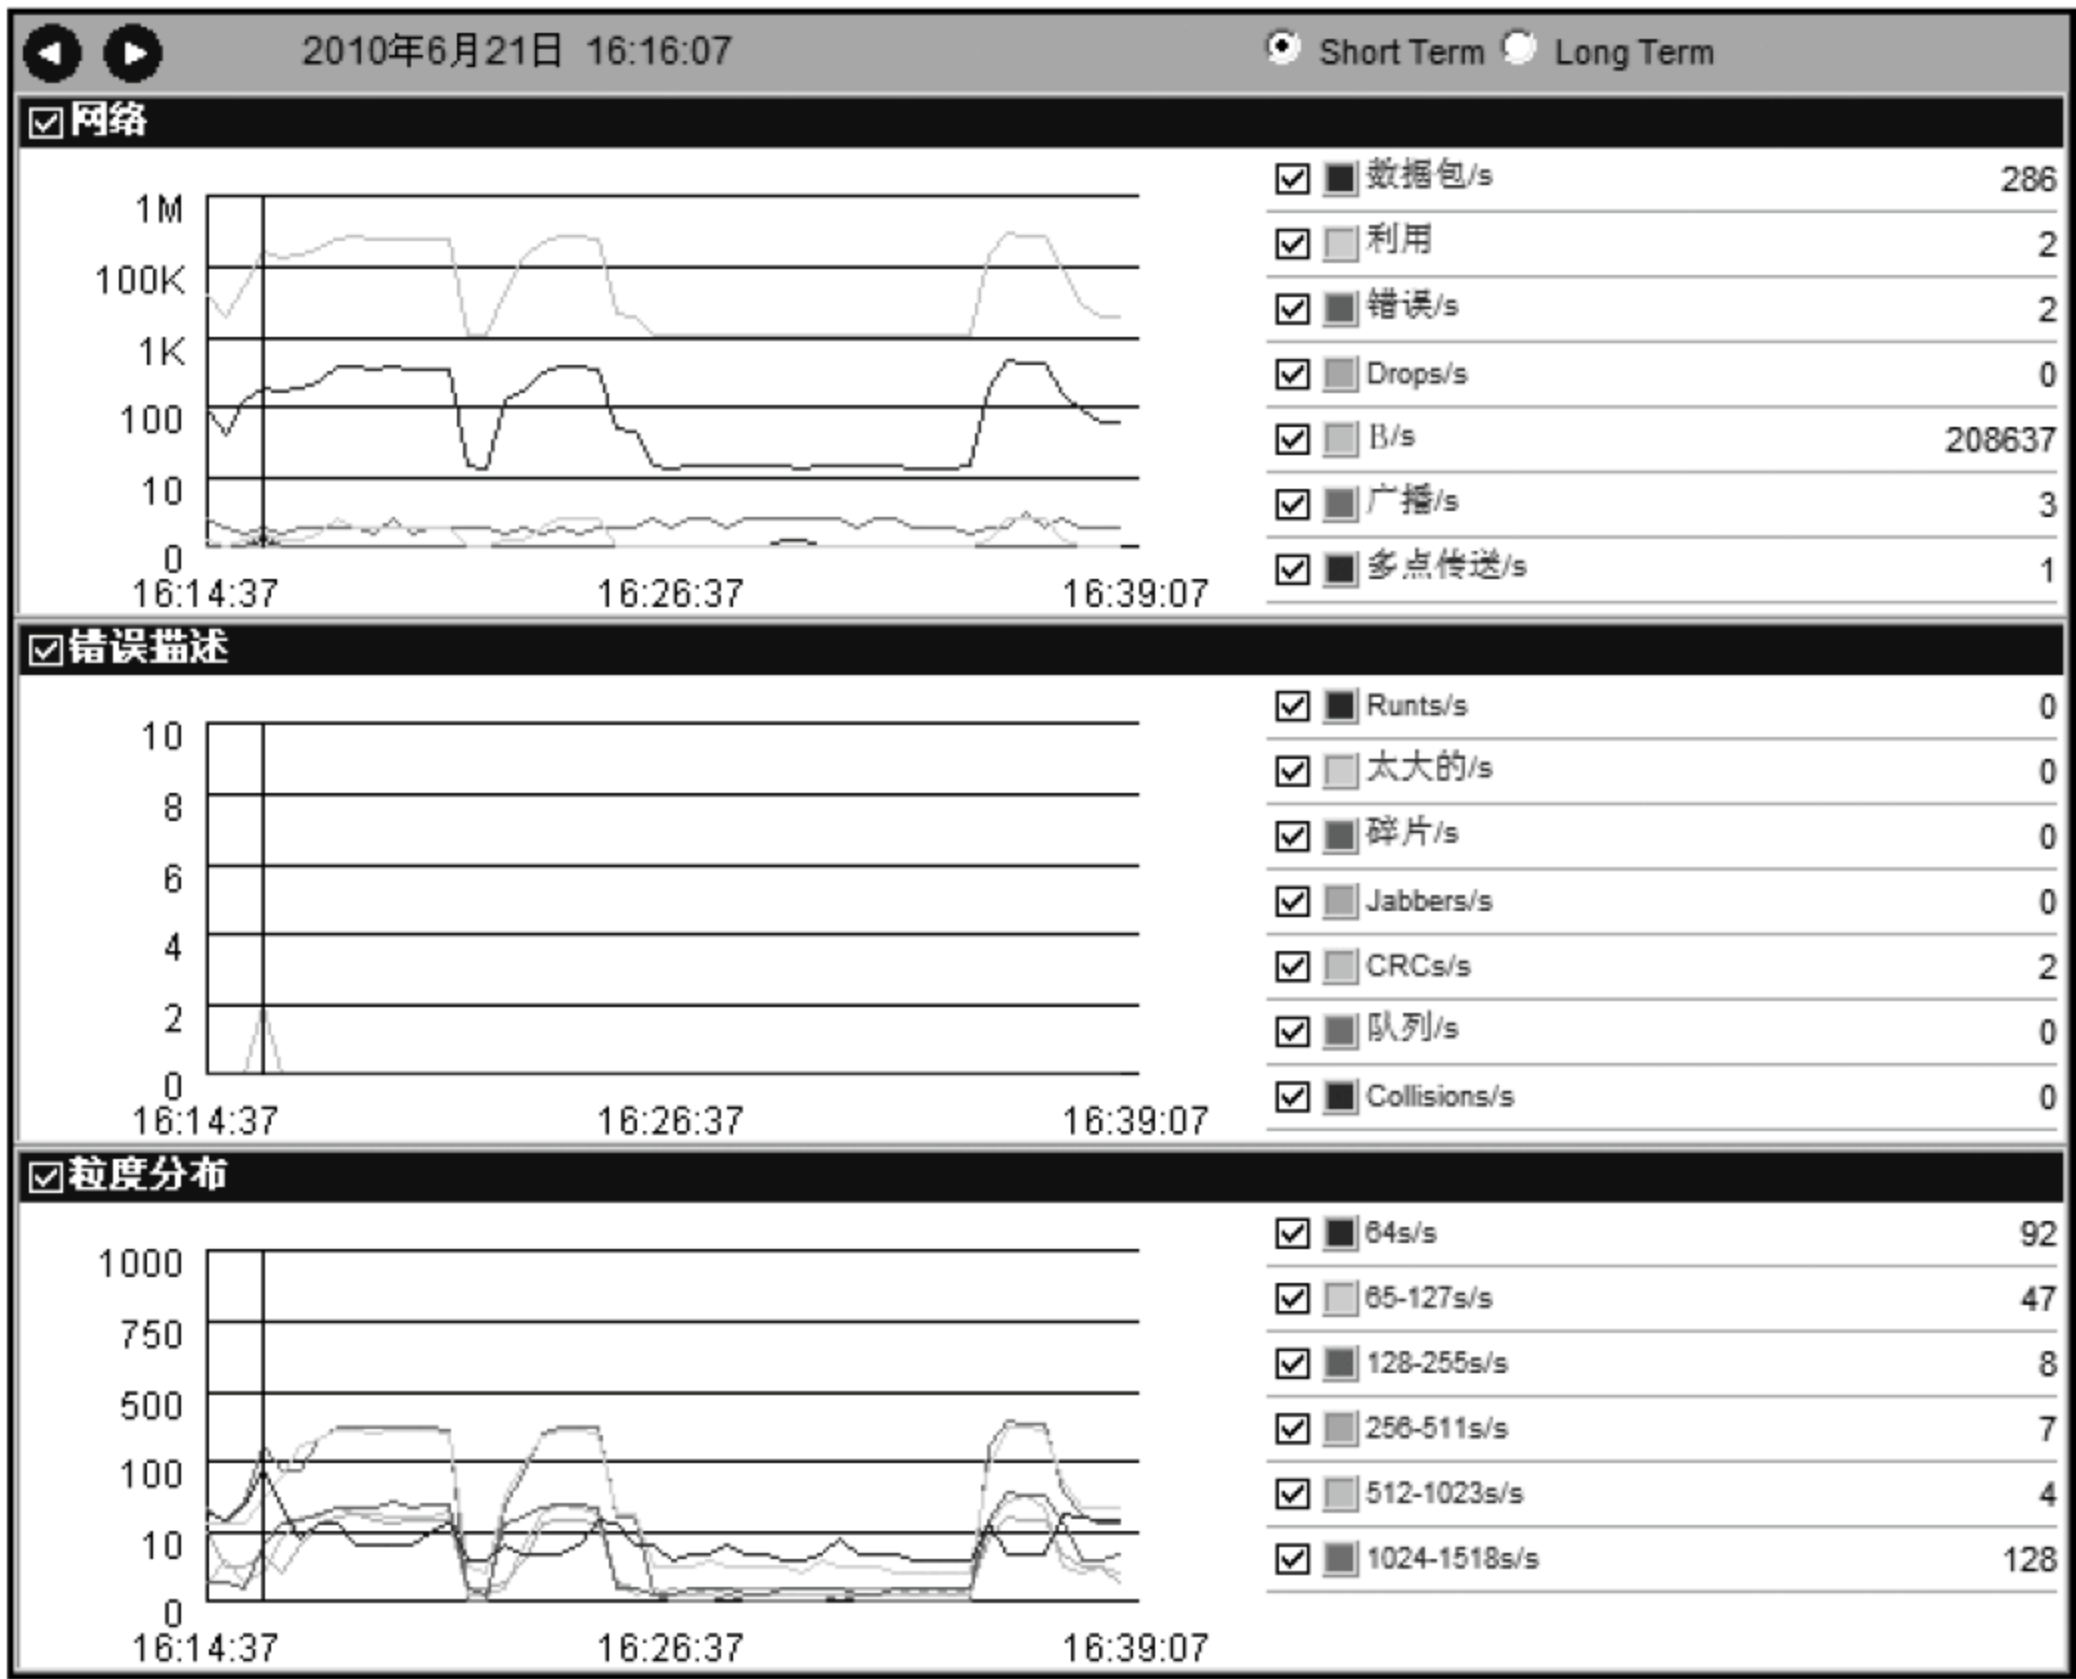 2010年6月21日 16:16:07 Short Term Long Term
网络
1M
100K
1K
100
10
0
16:14:37 16:26:37 16:39:07
数据包/s 286
利用 2
错误/s 2
Drops/s 0
B/s 208637
广播/s 3
多点传送/s 1
错误描述
10
8
6
4
2
0
16:14:37 16:26:37 16:39:07
Runts/s 0
太大的/s 0
碎片/s 0
Jabbers/s 0
CRCs/s 2
队列/s 0
Collisions/s 0
粒度分布
1000
750
500
100
10
0
16:14:37 16:26:37 16:39:07
64s/s 92
65-127s/s 47
128-255s/s 8
256-511s/s 7
512-1023s/s 4
1024-1518s/s 128